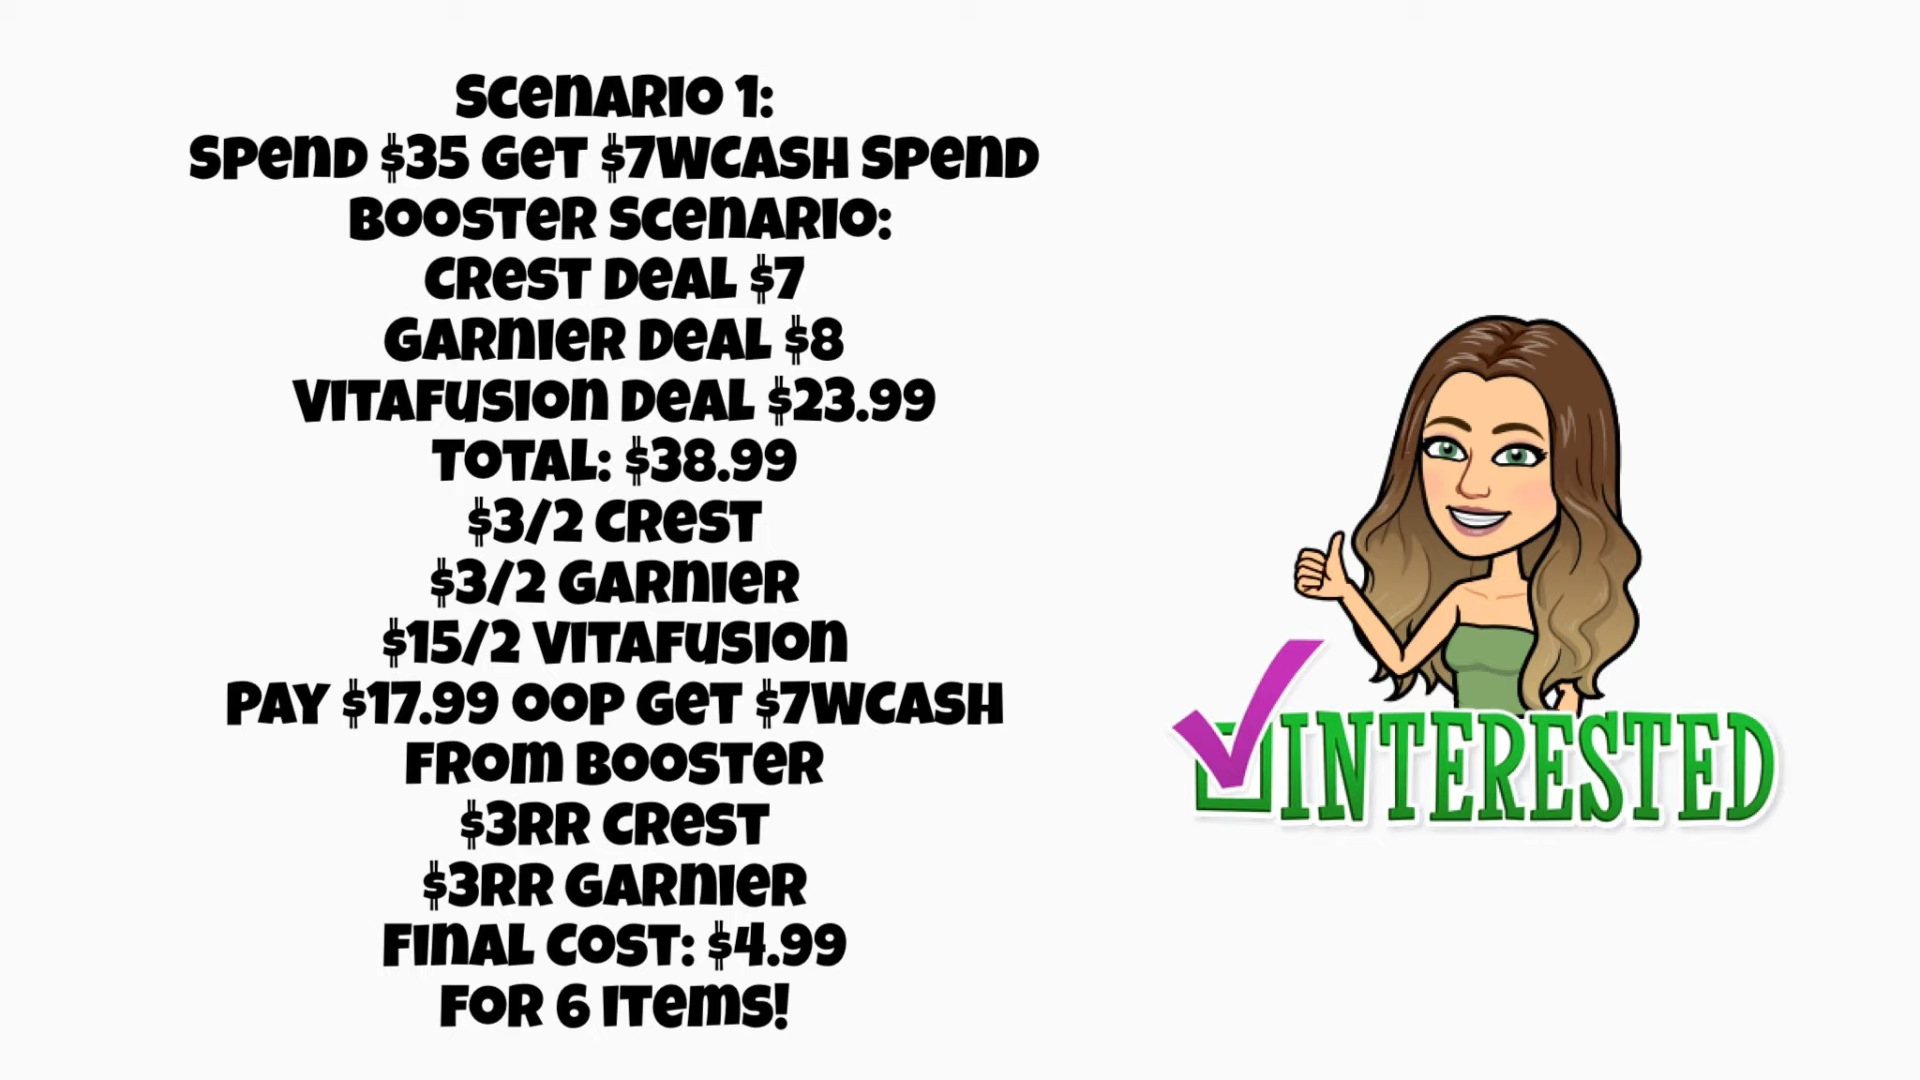 SCENARIO 1:
SPEND $35 GET $7WCASH SPEND
BOOSTER SCENARIO:
CREST DEAL $7
GARNIER DEAL $8
VITAFUSION DEAL $23.99
TOTAL: $38.99
$3/2 CREST
$3/2 GARNIER
$15/2 VITAFUSION
PAY $17.99 OOP GET $7WCASH
FROM BOOSTER
$3RR CREST
$3RR GARNIER
FINAL COST: $4.99
FOR 6 ITEMS!
INTERESTED